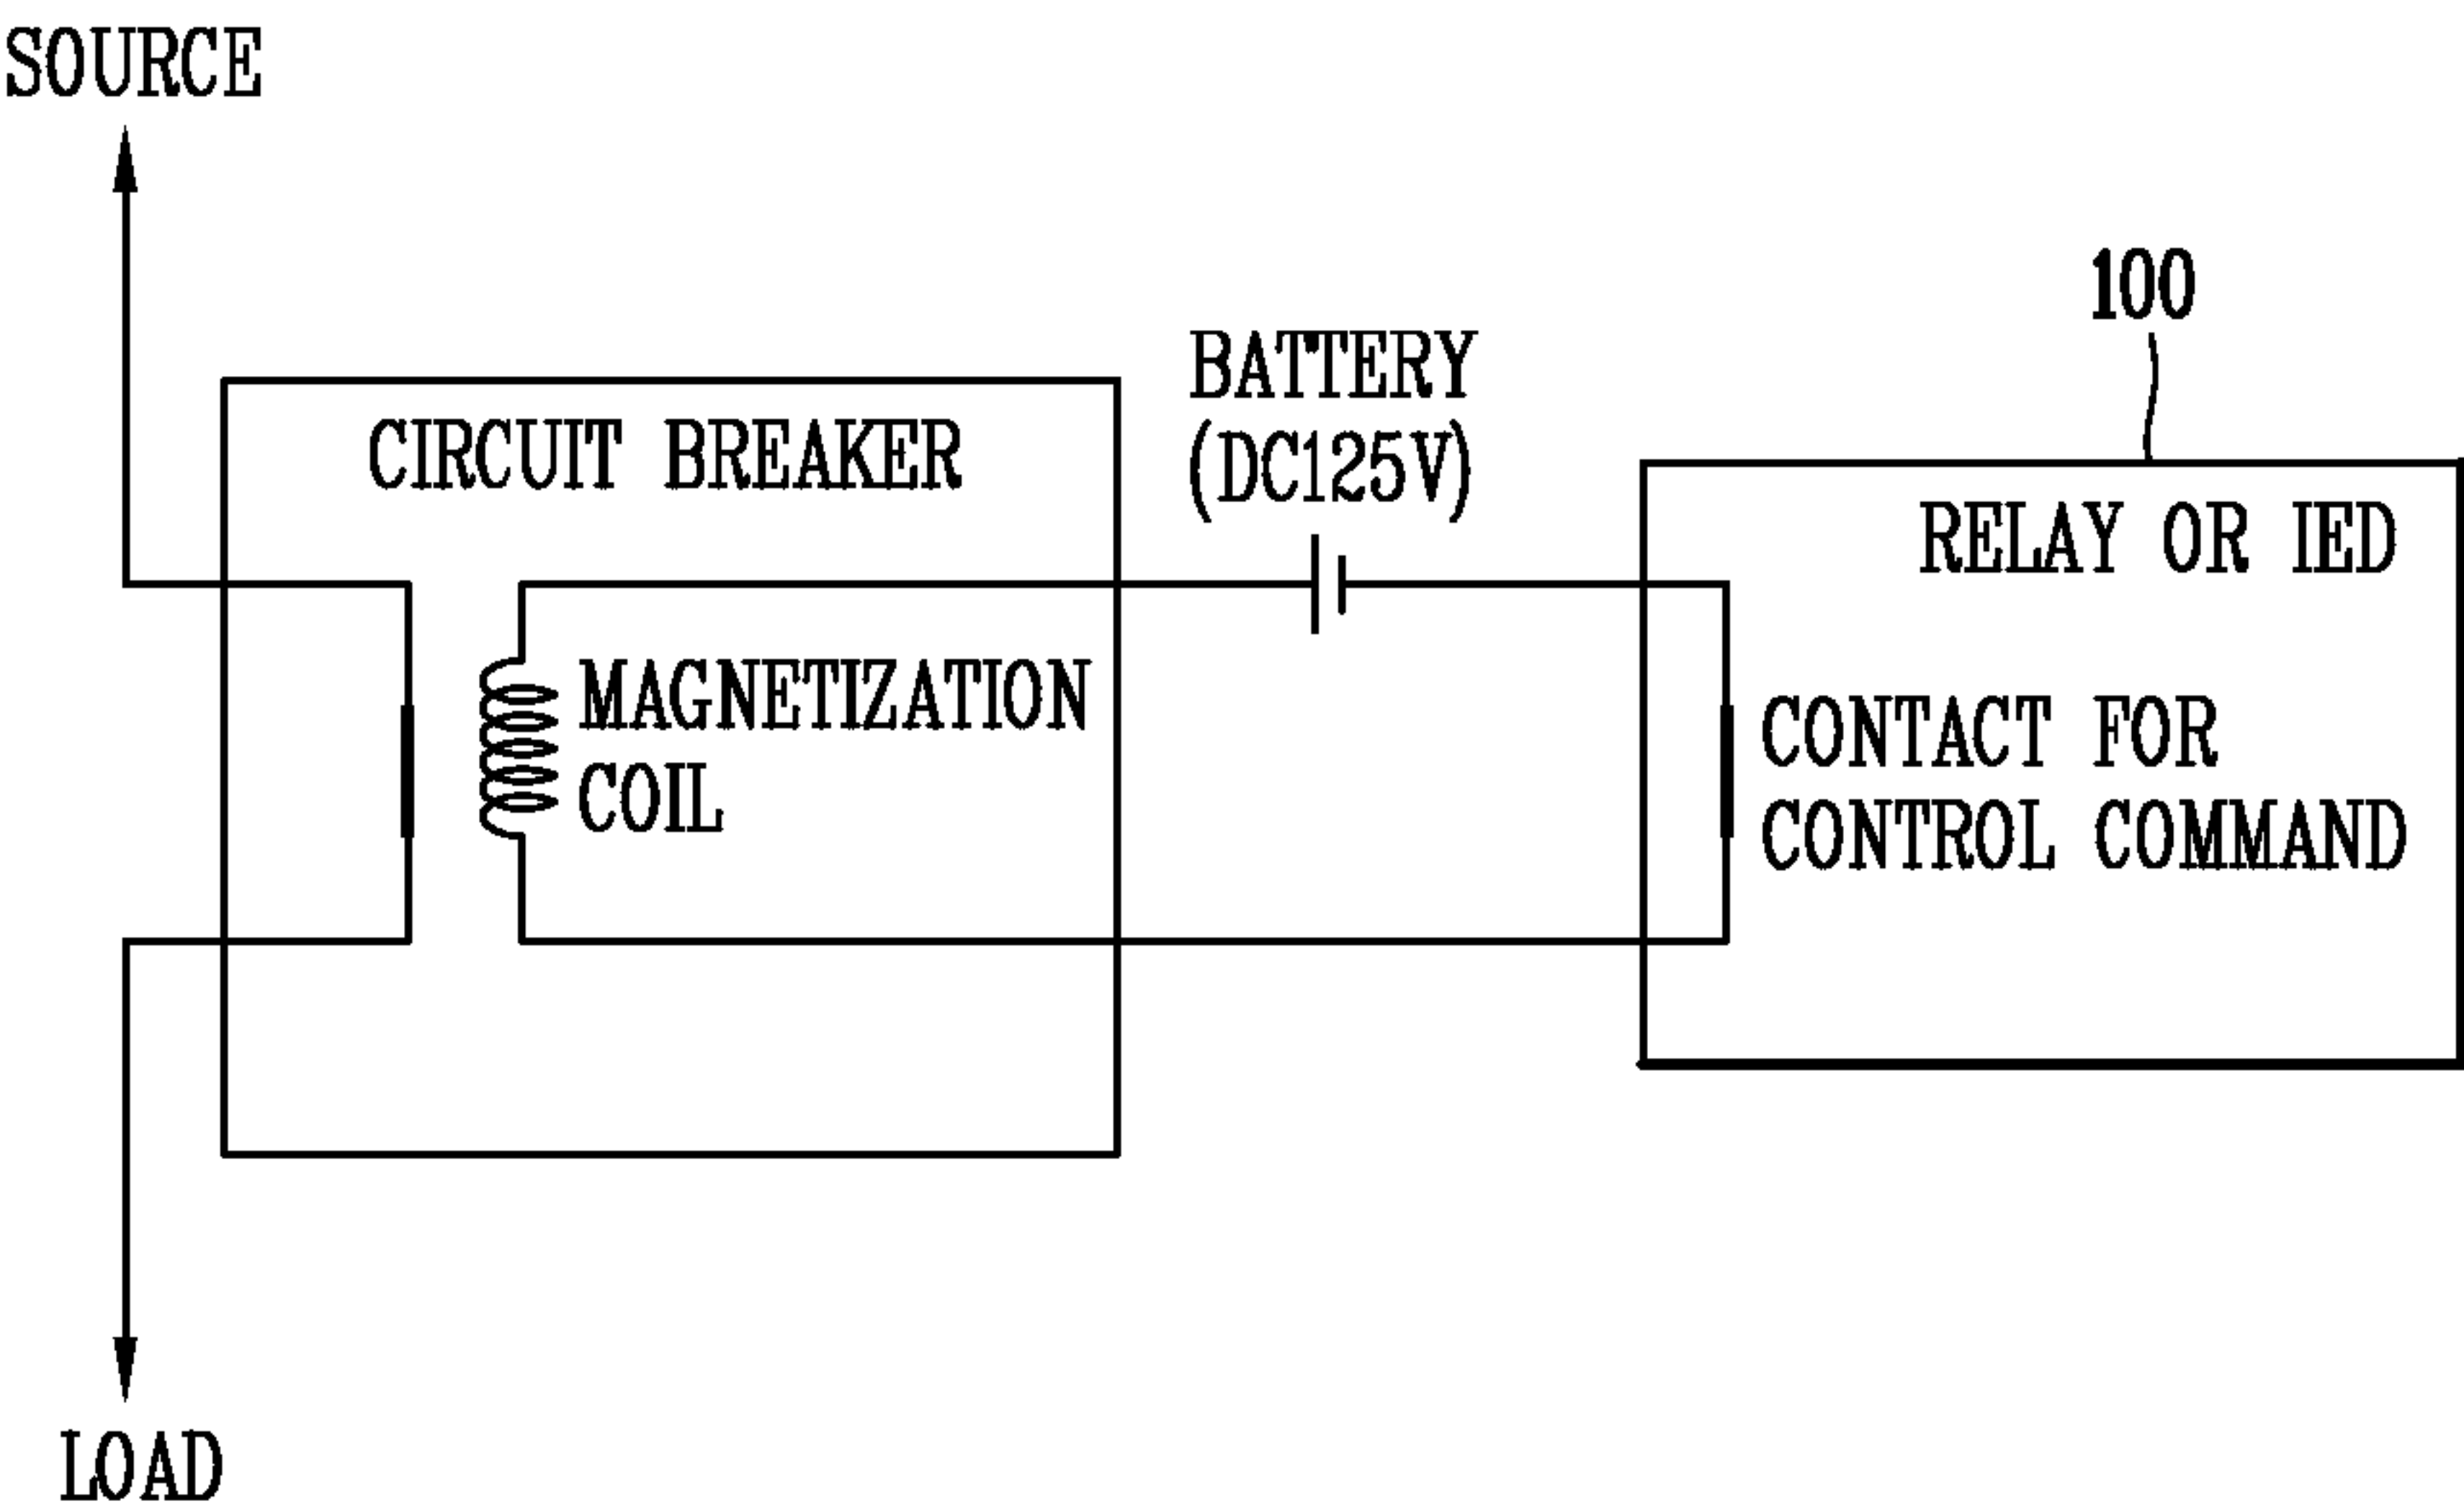 SOURCE
100
BATTERY
(DC125V)
CIRCUIT BREAKER
RELAY OR IED
MAGNETIZATION
COIL
CONTACT FOR
CONTROL COMMAND
LOAD